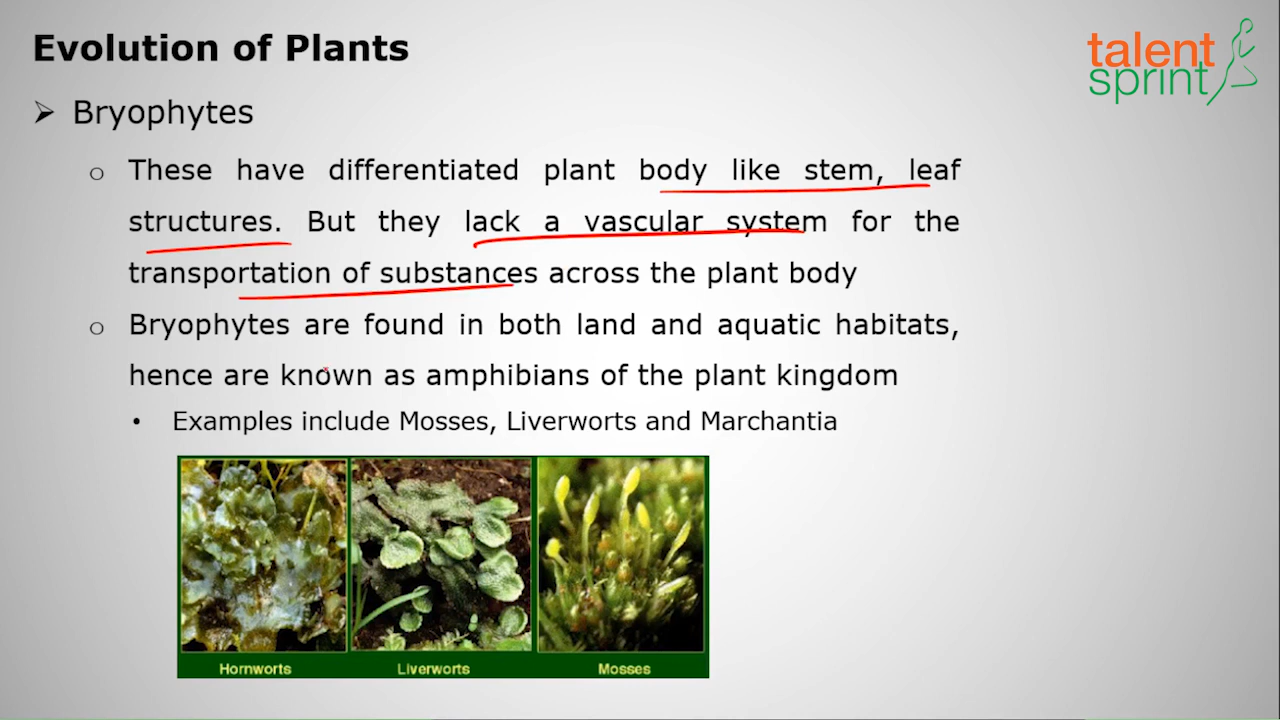 Evolution of Plants
talent
sprint
➢ Bryophytes
o These have differentiated plant body like stem, leaf
structures. But they lack a vascular system for the
transportation of substances across the plant body
o Bryophytes are found in both land and aquatic habitats,
hence are known as amphibians of the plant kingdom
• Examples include Mosses, Liverworts and Marchantia
Hornworts Liverworts Mosses